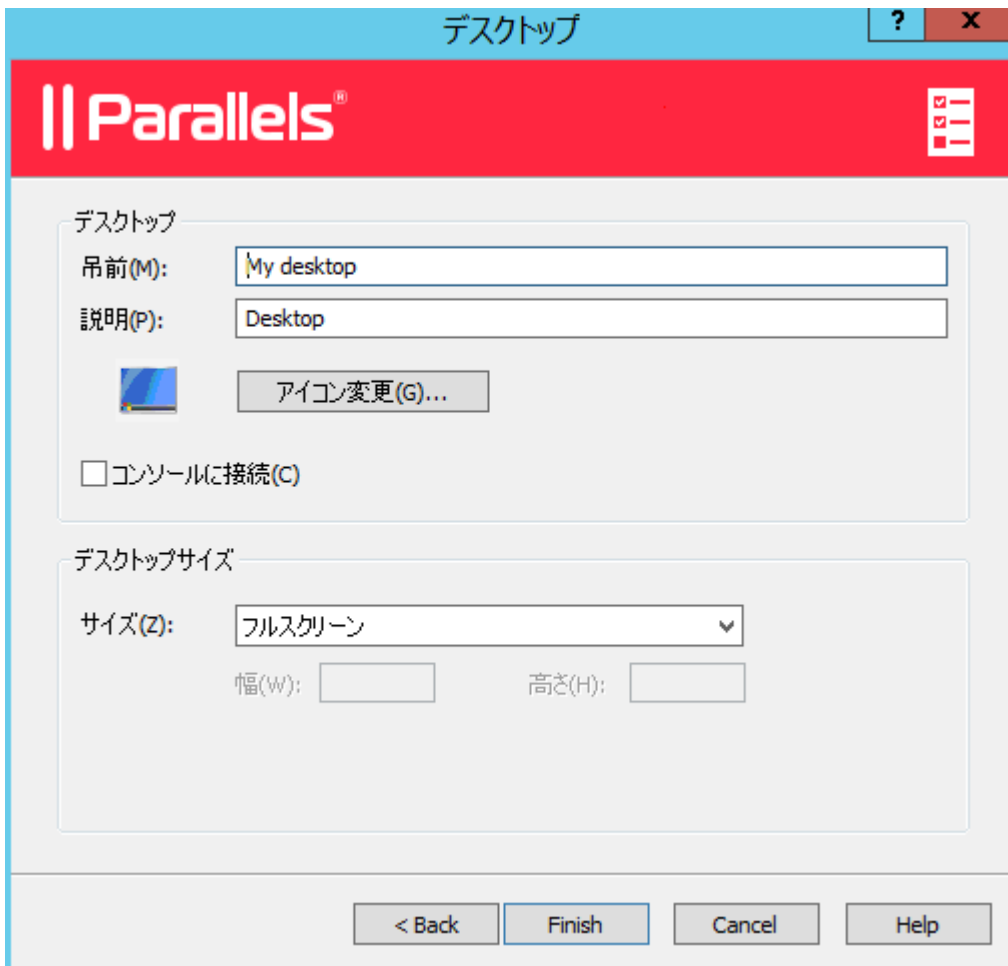 デスクトップ
?
x
Parallels®
デスクトップ
吊前(M):
My desktop
説明(P):
Desktop
アイコン変更(G)...
コンソールに接続(C)
デスクトップサイズ
サイズ(Z):
フルスクリーン
幅(W):
高さ(H):
< Back
Finish
Cancel
Help